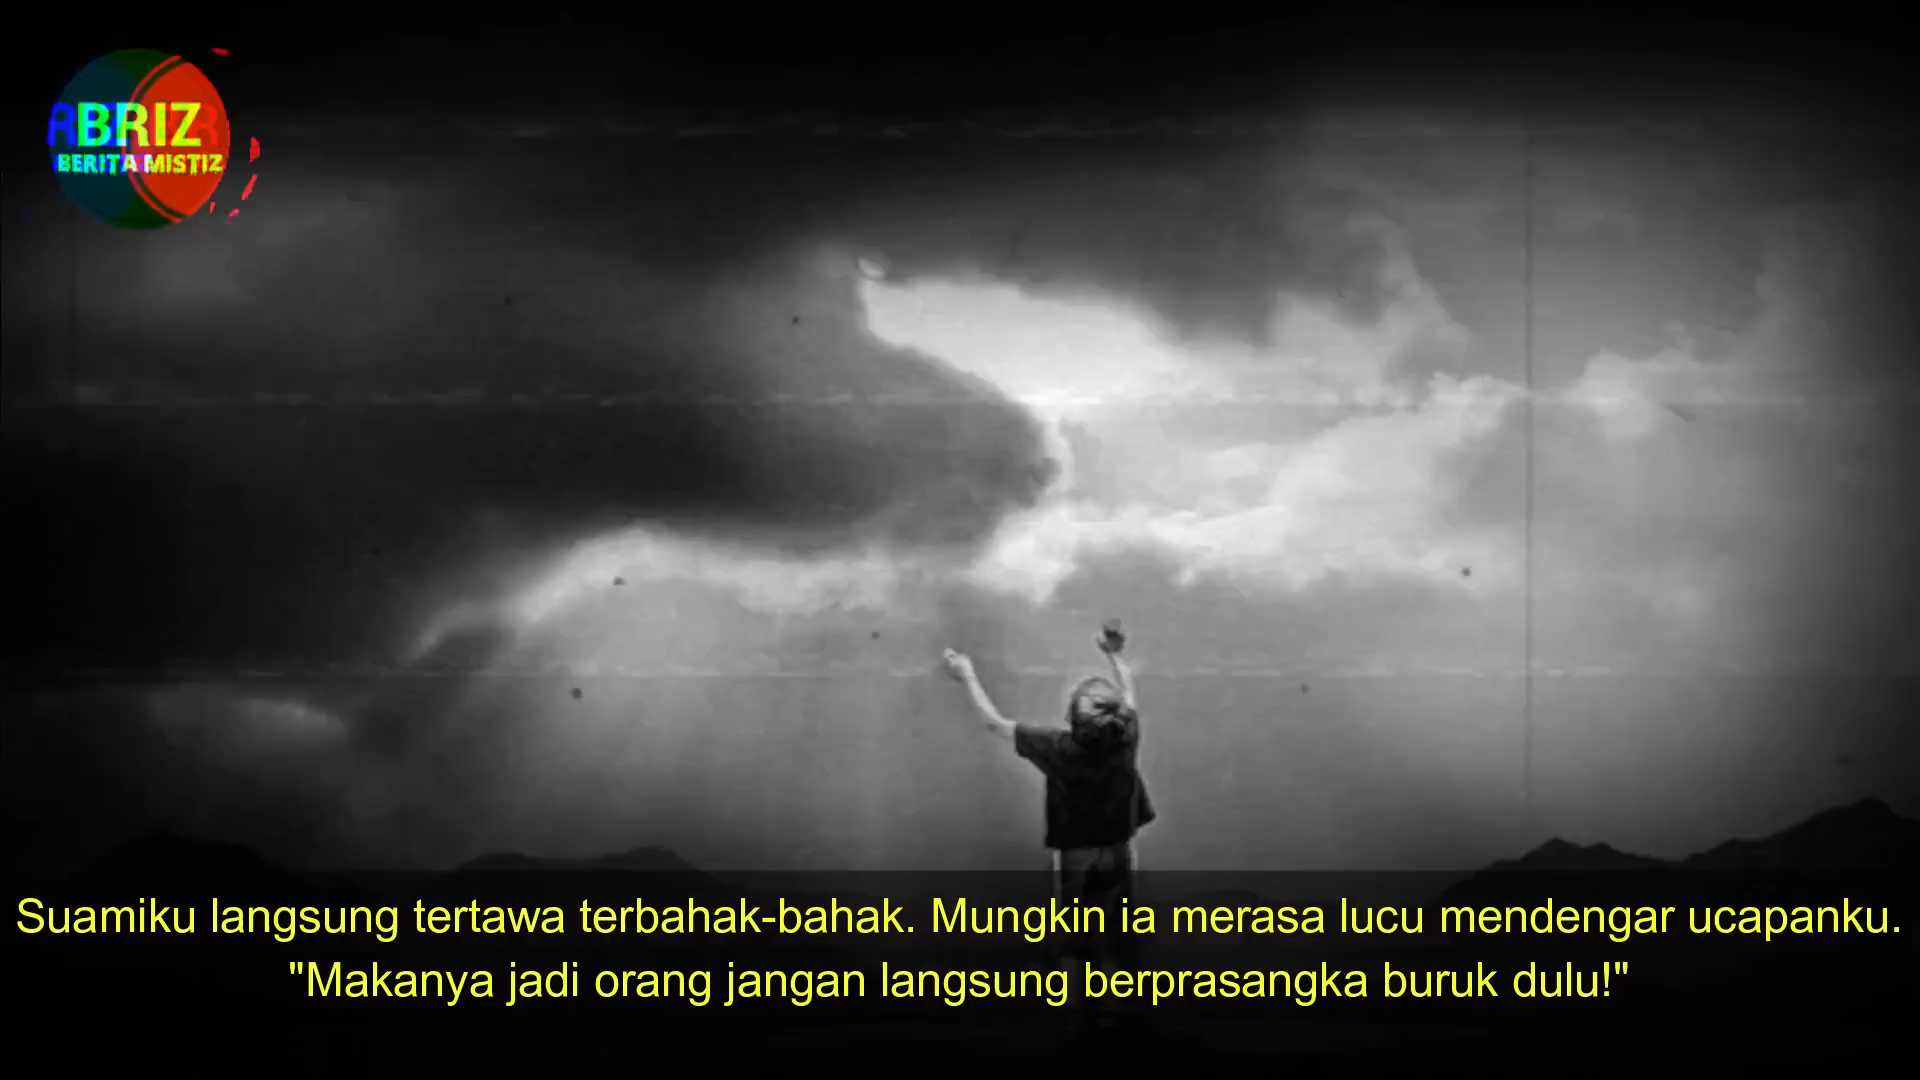 BRIZ
BERITA MISTIZ
Suamiku langsung tertawa terbahak-bahak. Mungkin ia merasa lucu mendengar ucapanku.
"Makanya jadi orang jangan langsung berprasangka buruk dulu!"